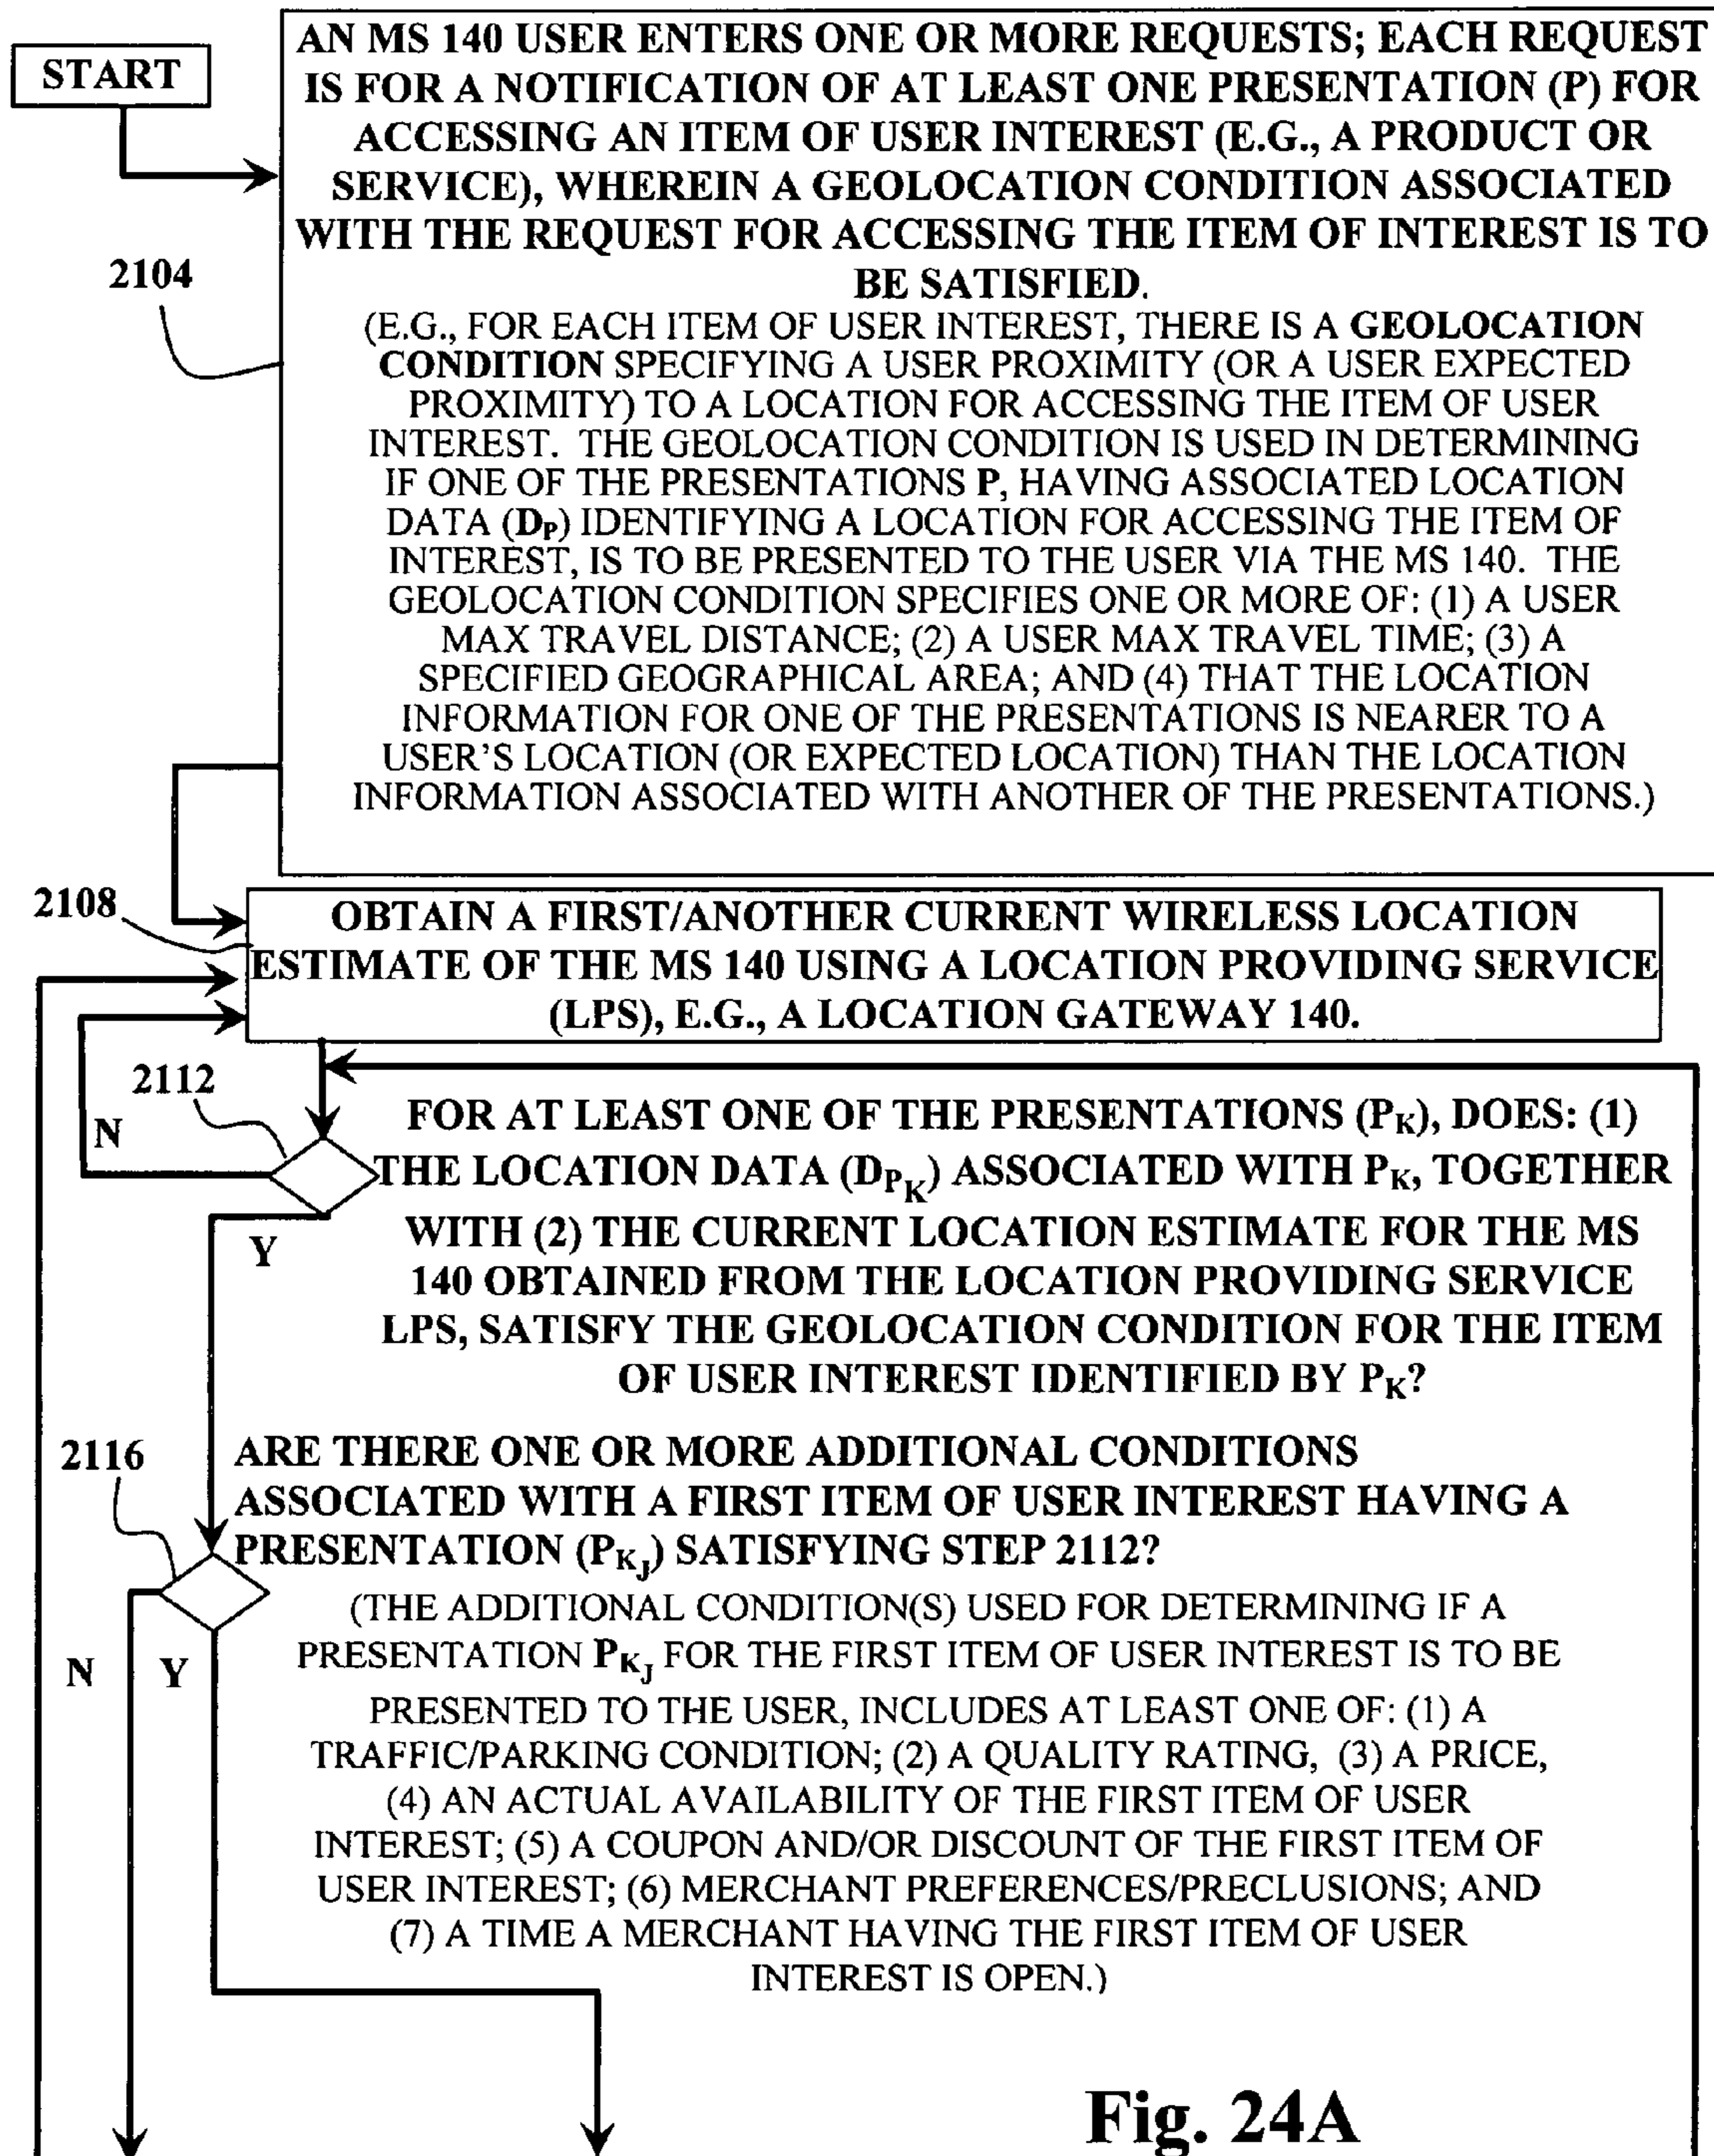 START
AN MS 140 USER ENTERS ONE OR MORE REQUESTS; EACH REQUEST
IS FOR A NOTIFICATION OF AT LEAST ONE PRESENTATION (P) FOR
ACCESSING AN ITEM OF USER INTEREST (E.G., A PRODUCT OR
SERVICE), WHEREIN A GEOLOCATION CONDITION ASSOCIATED
WITH THE REQUEST FOR ACCESSING THE ITEM OF INTEREST IS TO
BE SATISFIED.
2104
(E.G., FOR EACH ITEM OF USER INTEREST, THERE IS A GEOLOCATION
CONDITION SPECIFYING A USER PROXIMITY (OR A USER EXPECTED
PROXIMITY) TO A LOCATION FOR ACCESSING THE ITEM OF USER
INTEREST. THE GEOLOCATION CONDITION IS USED IN DETERMINING
IF ONE OF THE PRESENTATIONS P, HAVING ASSOCIATED LOCATION
DATA (DP) IDENTIFYING A LOCATION FOR ACCESSING THE ITEM OF
INTEREST, IS TO BE PRESENTED TO THE USER VIA THE MS 140. THE
GEOLOCATION CONDITION SPECIFIES ONE OR MORE OF: (1) A USER
MAX TRAVEL DISTANCE; (2) A USER MAX TRAVEL TIME; (3) A
SPECIFIED GEOGRAPHICAL AREA; AND (4) THAT THE LOCATION
INFORMATION FOR ONE OF THE PRESENTATIONS IS NEARER TO A
USER'S LOCATION (OR EXPECTED LOCATION) THAN THE LOCATION
INFORMATION ASSOCIATED WITH ANOTHER OF THE PRESENTATIONS.)
2108
OBTAIN A FIRST/ANOTHER CURRENT WIRELESS LOCATION
ESTIMATE OF THE MS 140 USING A LOCATION PROVIDING SERVICE
(LPS), E.G., A LOCATION GATEWAY 140.
2112
N
Y
FOR AT LEAST ONE OF THE PRESENTATIONS (PK), DOES: (1)
THE LOCATION DATA (DPK) ASSOCIATED WITH PK, TOGETHER
WITH (2) THE CURRENT LOCATION ESTIMATE FOR THE MS
140 OBTAINED FROM THE LOCATION PROVIDING SERVICE
LPS, SATISFY THE GEOLOCATION CONDITION FOR THE ITEM
OF USER INTEREST IDENTIFIED BY PK?
2116
ARE THERE ONE OR MORE ADDITIONAL CONDITIONS
ASSOCIATED WITH A FIRST ITEM OF USER INTEREST HAVING A
PRESENTATION (PKJ) SATISFYING STEP 2112?
N
Y
(THE ADDITIONAL CONDITION(S) USED FOR DETERMINING IF A
PRESENTATION PKJ FOR THE FIRST ITEM OF USER INTEREST IS TO BE
PRESENTED TO THE USER, INCLUDES AT LEAST ONE OF: (1) A
TRAFFIC/PARKING CONDITION; (2) A QUALITY RATING, (3) A PRICE,
(4) AN ACTUAL AVAILABILITY OF THE FIRST ITEM OF USER
INTEREST; (5) A COUPON AND/OR DISCOUNT OF THE FIRST ITEM OF
USER INTEREST; (6) MERCHANT PREFERENCES/PRECLUSIONS; AND
(7) A TIME A MERCHANT HAVING THE FIRST ITEM OF USER
INTEREST IS OPEN.)
Fig. 24A